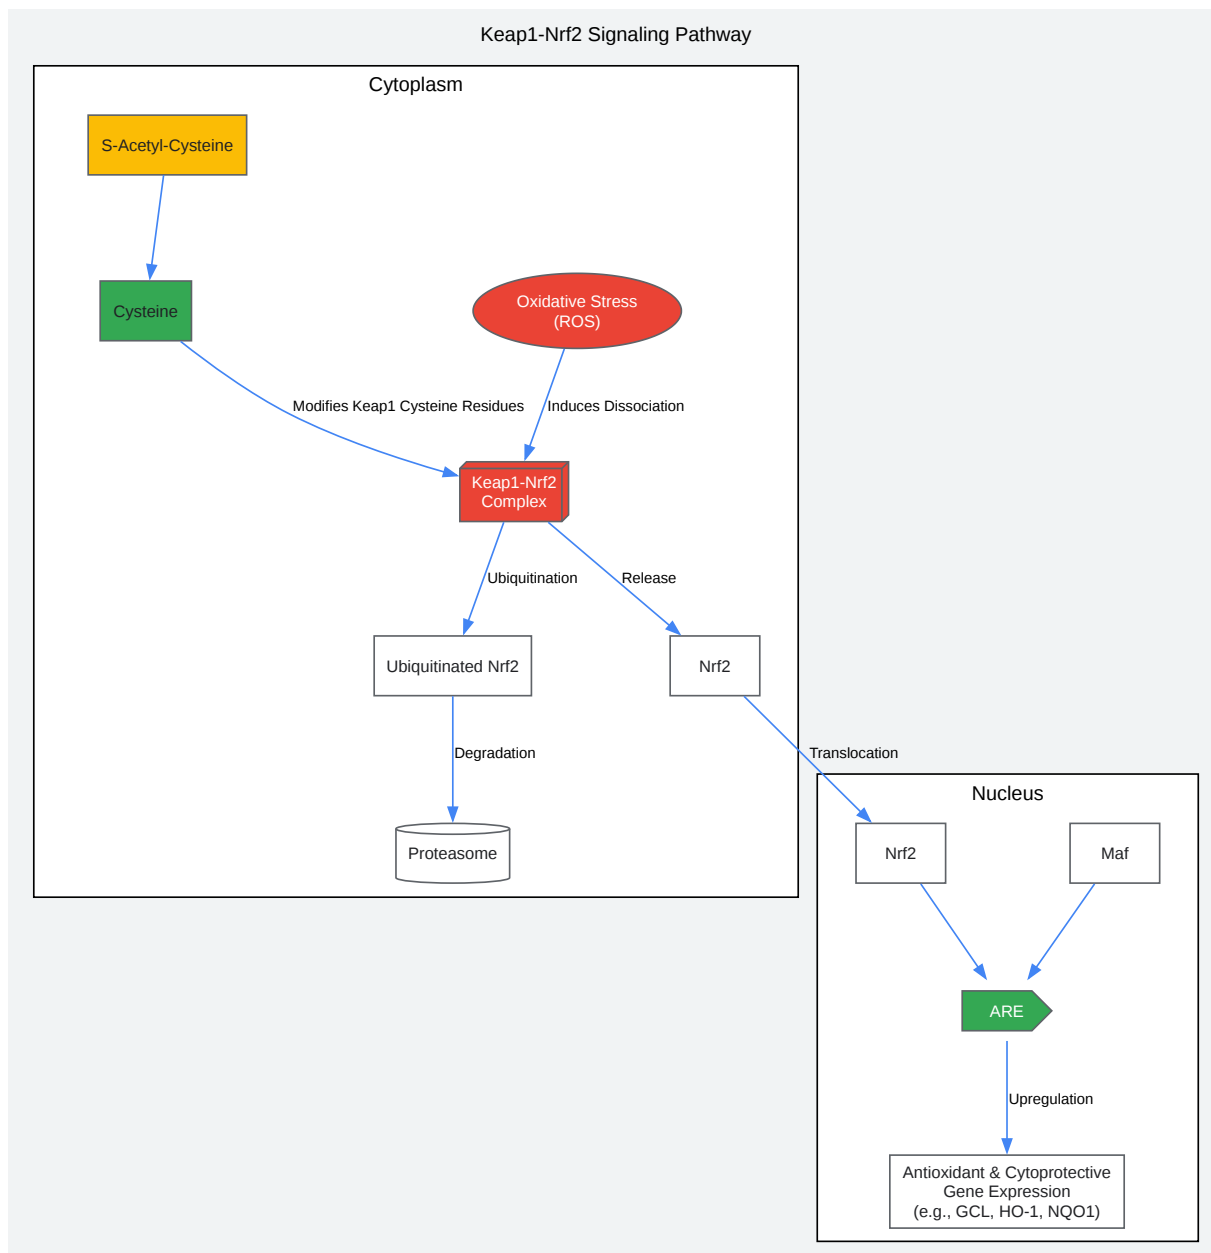 Keap1-Nrf2 Signaling Pathway
Cytoplasm
S-Acetyl-Cysteine
Cysteine
Oxidative Stress
(ROS)
Modifies Keap1 Cysteine Residues
Induces Dissociation
Keap1-Nrf2
Complex
Ubiquitination
Release
Ubiquitinated Nrf2
Nrf2
Degradation
Translocation
Proteasome
Nucleus
Nrf2
Maf
ARE
Upregulation
Antioxidant & Cytoprotective
Gene Expression
(e.g., GCL, HO-1, NQO1)